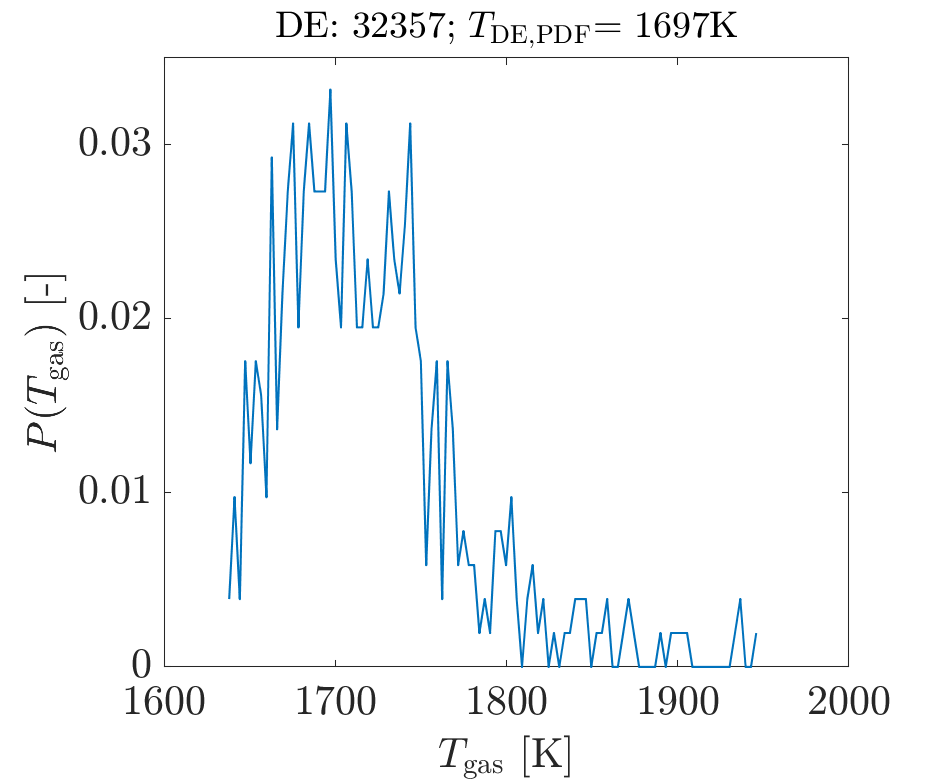 DE: 32357; T_DE,PDF= 1697K
P(T_gas) [-]
0.03
0.02
0.01
0
1600 1700 1800 1900 2000
T_gas [K]